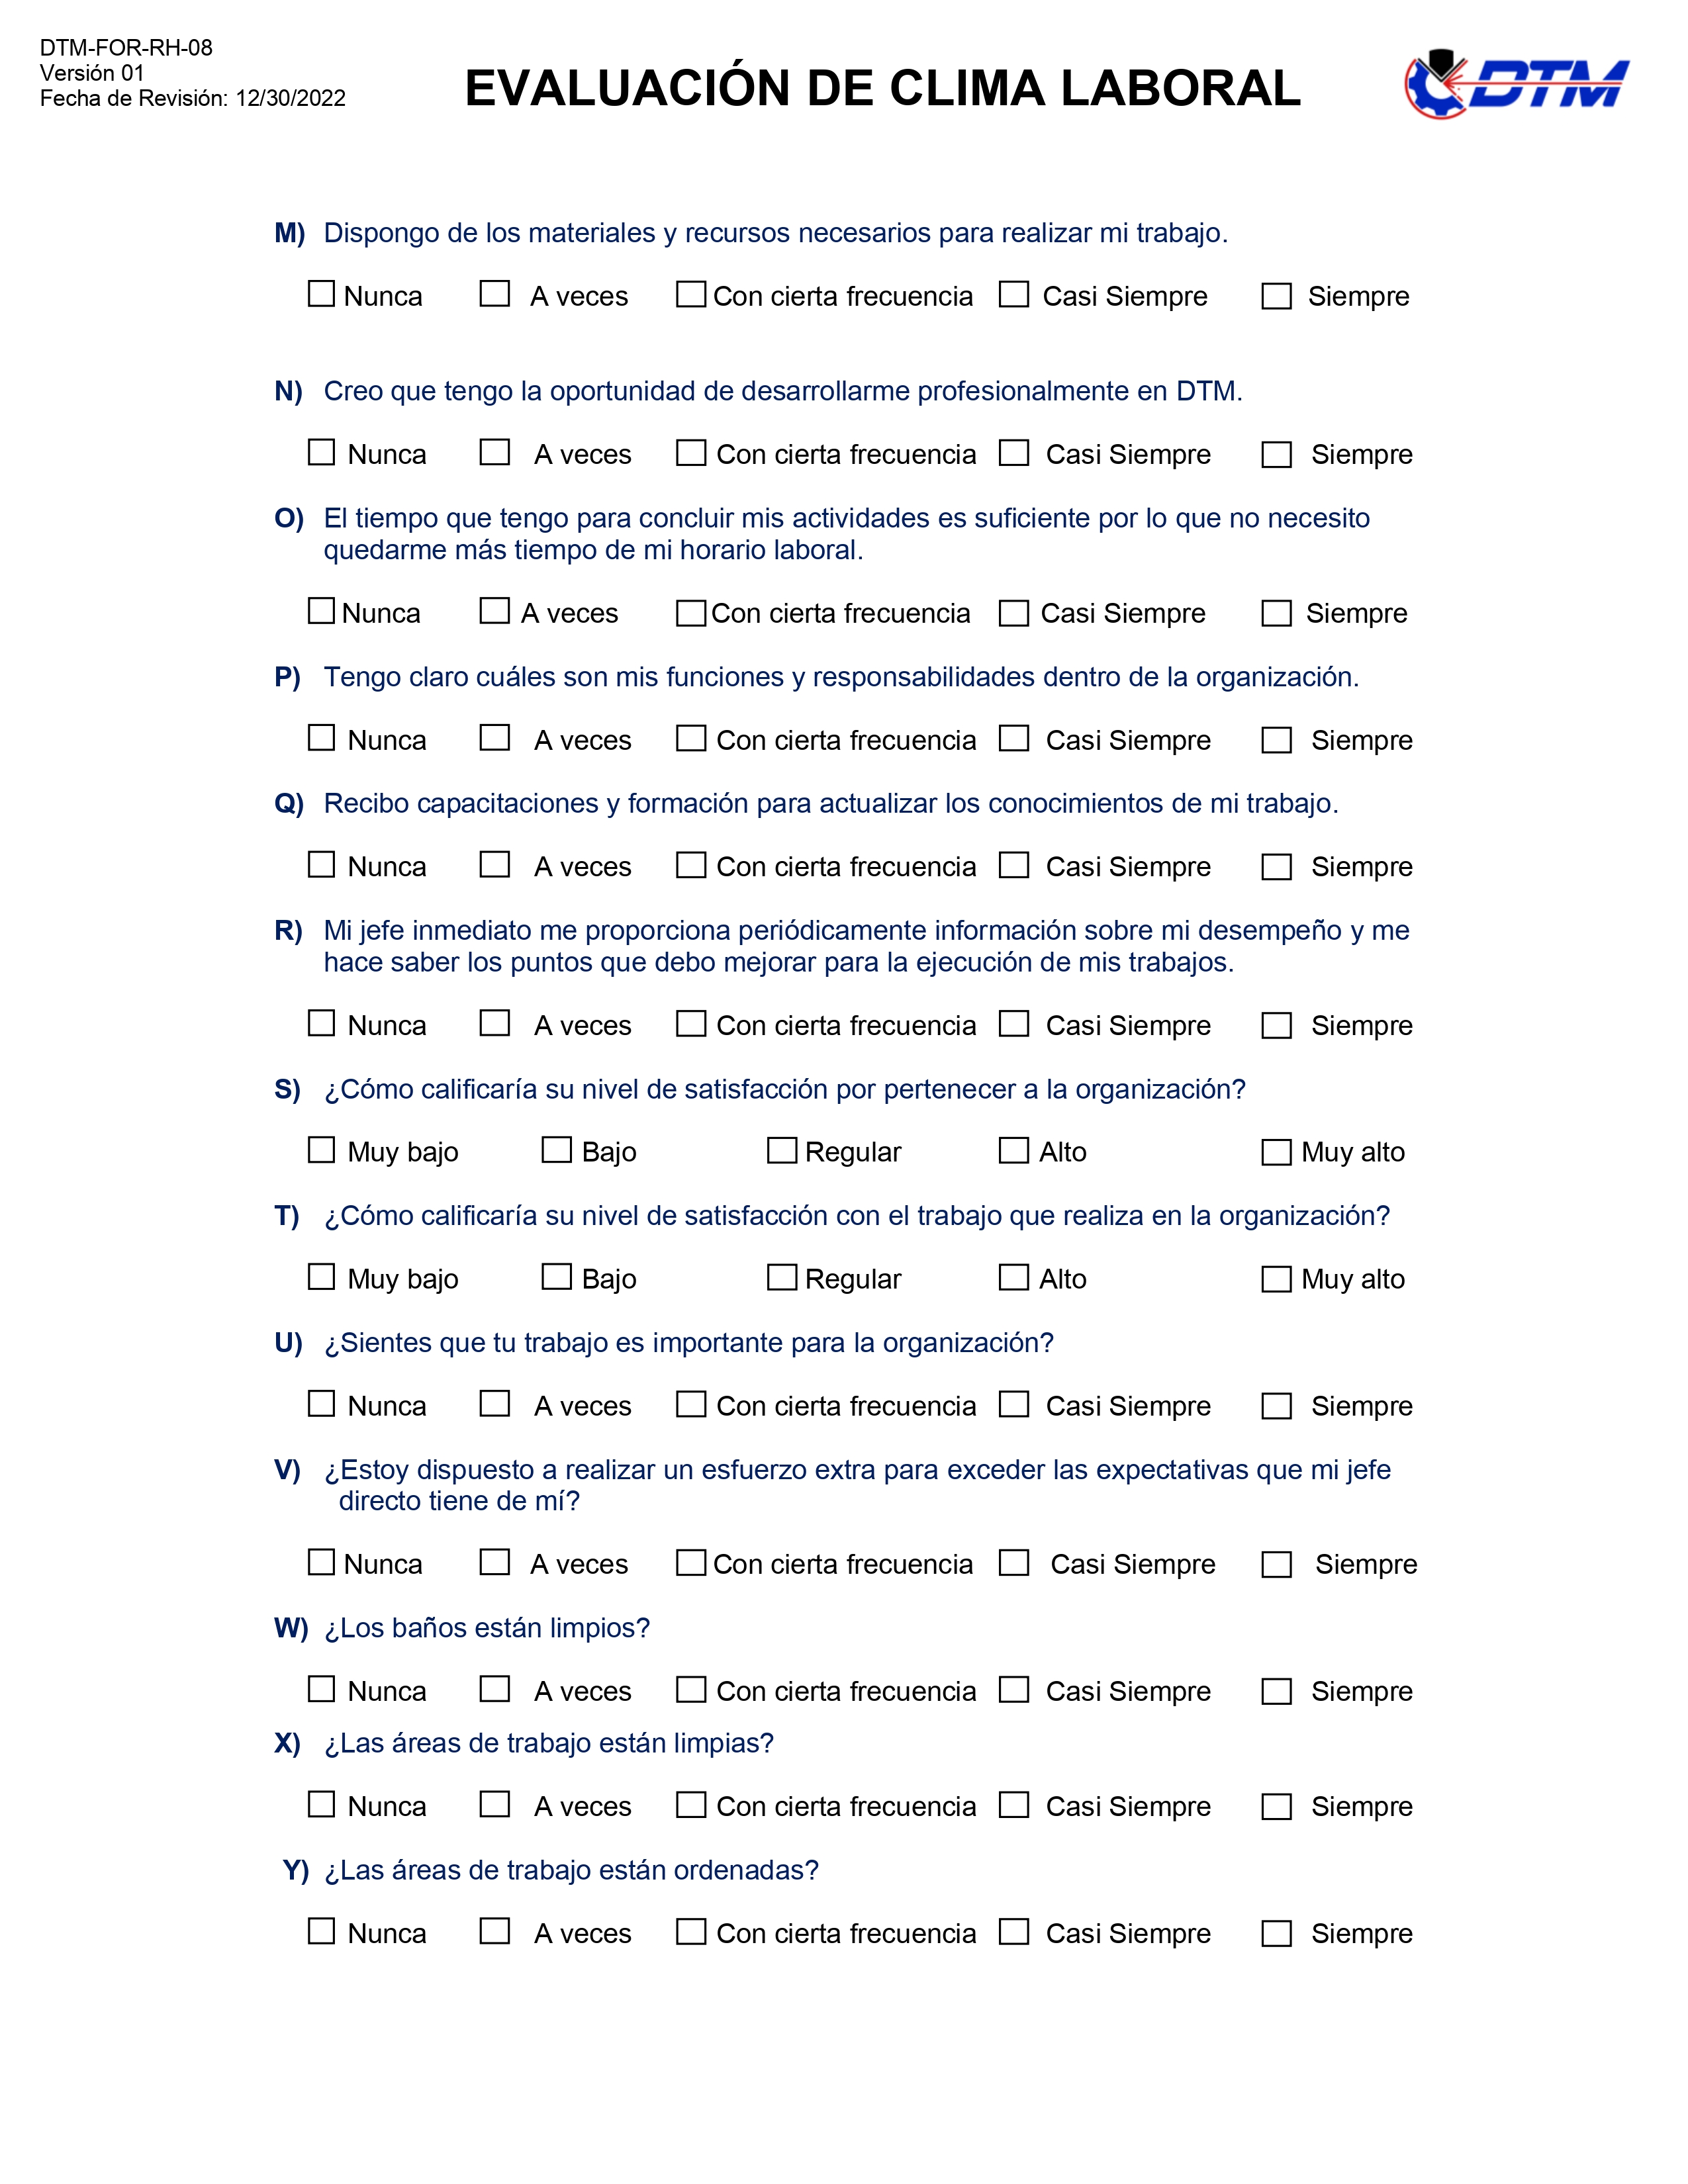 DTM-FOR-RH-08
Versión 01
Fecha de Revisión: 12/30/2022
EVALUACIÓN DE CLIMA LABORAL
DTM
M) Dispongo de los materiales y recursos necesarios para realizar mi trabajo.
Nunca A veces Con cierta frecuencia Casi Siempre Siempre
N) Creo que tengo la oportunidad de desarrollarme profesionalmente en DTM.
Nunca A veces Con cierta frecuencia Casi Siempre Siempre
O) El tiempo que tengo para concluir mis actividades es suficiente por lo que no necesito
quedarme más tiempo de mi horario laboral.
Nunca A veces Con cierta frecuencia Casi Siempre Siempre
P) Tengo claro cuáles son mis funciones y responsabilidades dentro de la organización.
Nunca A veces Con cierta frecuencia Casi Siempre Siempre
Q) Recibo capacitaciones y formación para actualizar los conocimientos de mi trabajo.
Nunca A veces Con cierta frecuencia Casi Siempre Siempre
R) Mi jefe inmediato me proporciona periódicamente información sobre mi desempeño y me
hace saber los puntos que debo mejorar para la ejecución de mis trabajos.
Nunca A veces Con cierta frecuencia Casi Siempre Siempre
S) ¿Cómo calificaría su nivel de satisfacción por pertenecer a la organización?
Muy bajo Bajo Regular Alto Muy alto
T) ¿Cómo calificaría su nivel de satisfacción con el trabajo que realiza en la organización?
Muy bajo Bajo Regular Alto Muy alto
U) ¿Sientes que tu trabajo es importante para la organización?
Nunca A veces Con cierta frecuencia Casi Siempre Siempre
V) ¿Estoy dispuesto a realizar un esfuerzo extra para exceder las expectativas que mi jefe
directo tiene de mí?
Nunca A veces Con cierta frecuencia Casi Siempre Siempre
W) ¿Los baños están limpios?
Nunca A veces Con cierta frecuencia Casi Siempre Siempre
X) ¿Las áreas de trabajo están limpias?
Nunca A veces Con cierta frecuencia Casi Siempre Siempre
Y) ¿Las áreas de trabajo están ordenadas?
Nunca A veces Con cierta frecuencia Casi Siempre Siempre